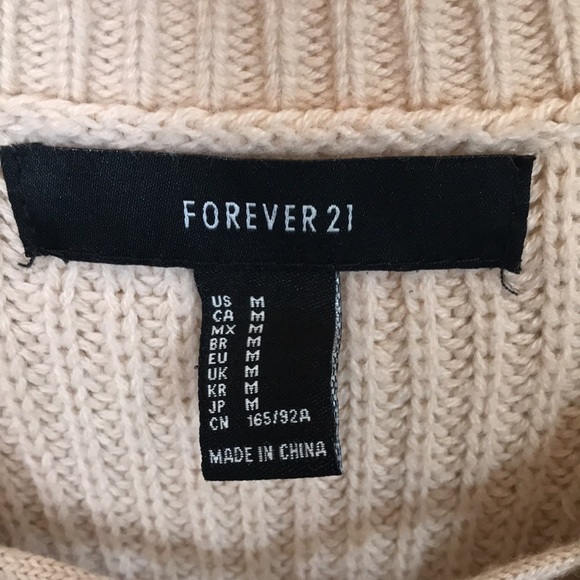 FOREVER 21
US M
CA M
MX M
BR M
EU M
UK M
KR M
JP M
CN 165/92A
MADE IN CHINA